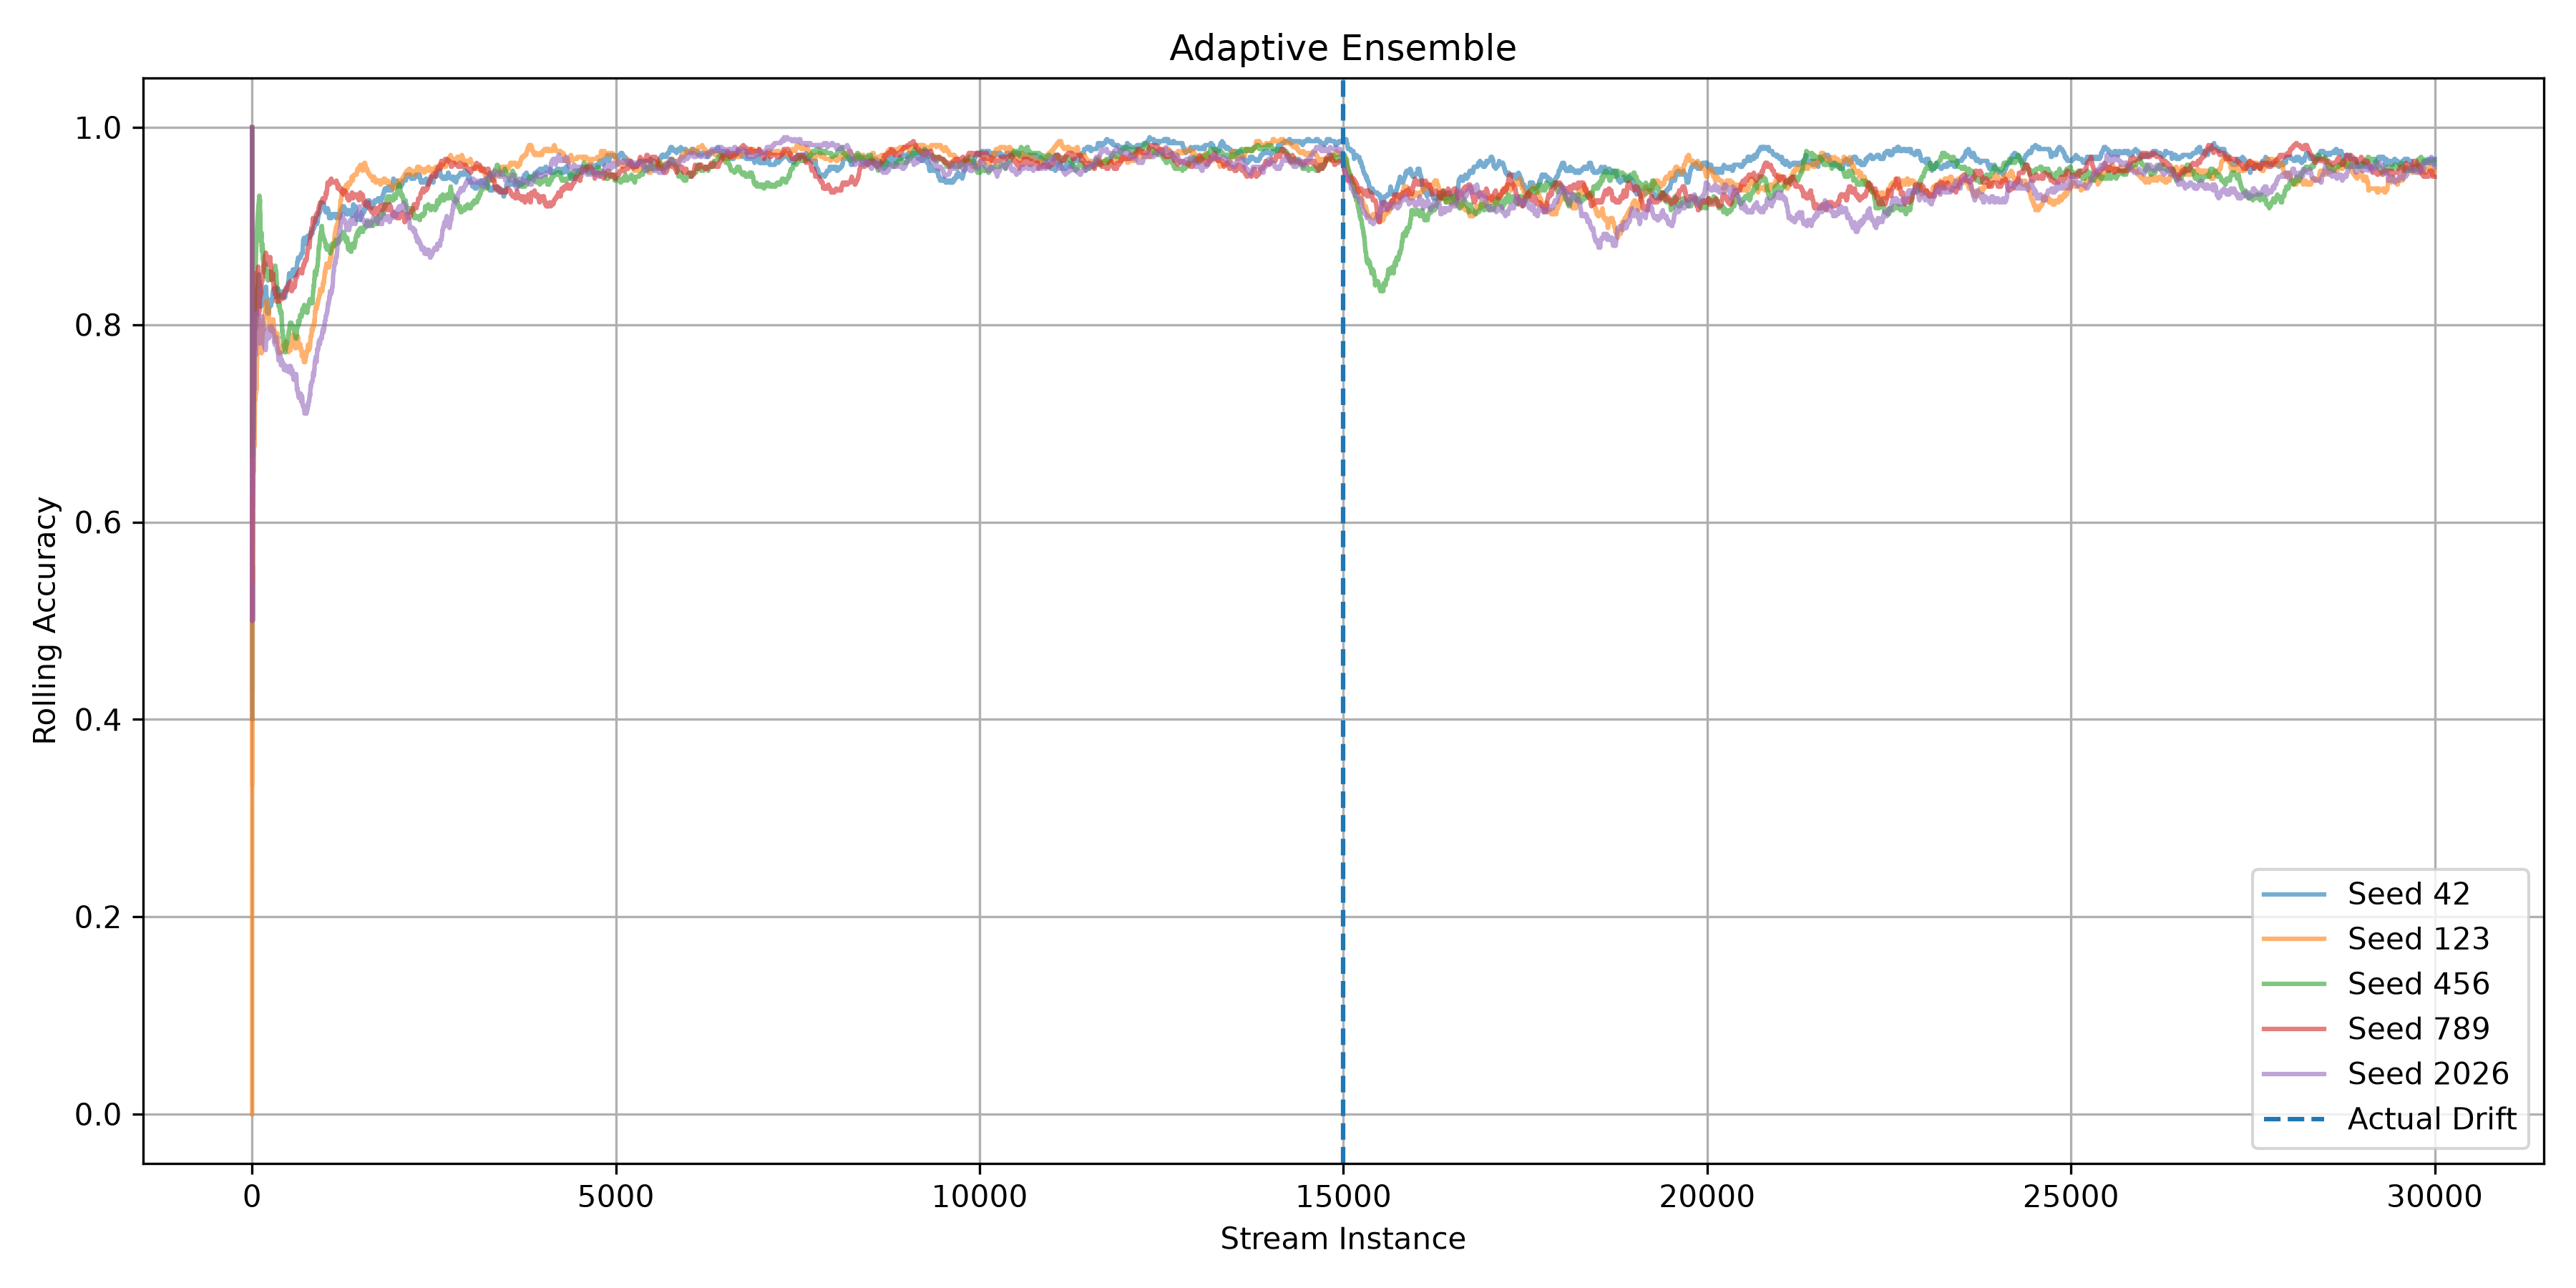 Adaptive Ensemble
Rolling Accuracy
1.0
0.8
0.6
0.4
0.2
0.0
0 5000 10000 15000 20000 25000 30000
Stream Instance
Seed 42
Seed 123
Seed 456
Seed 789
Seed 2026
Actual Drift